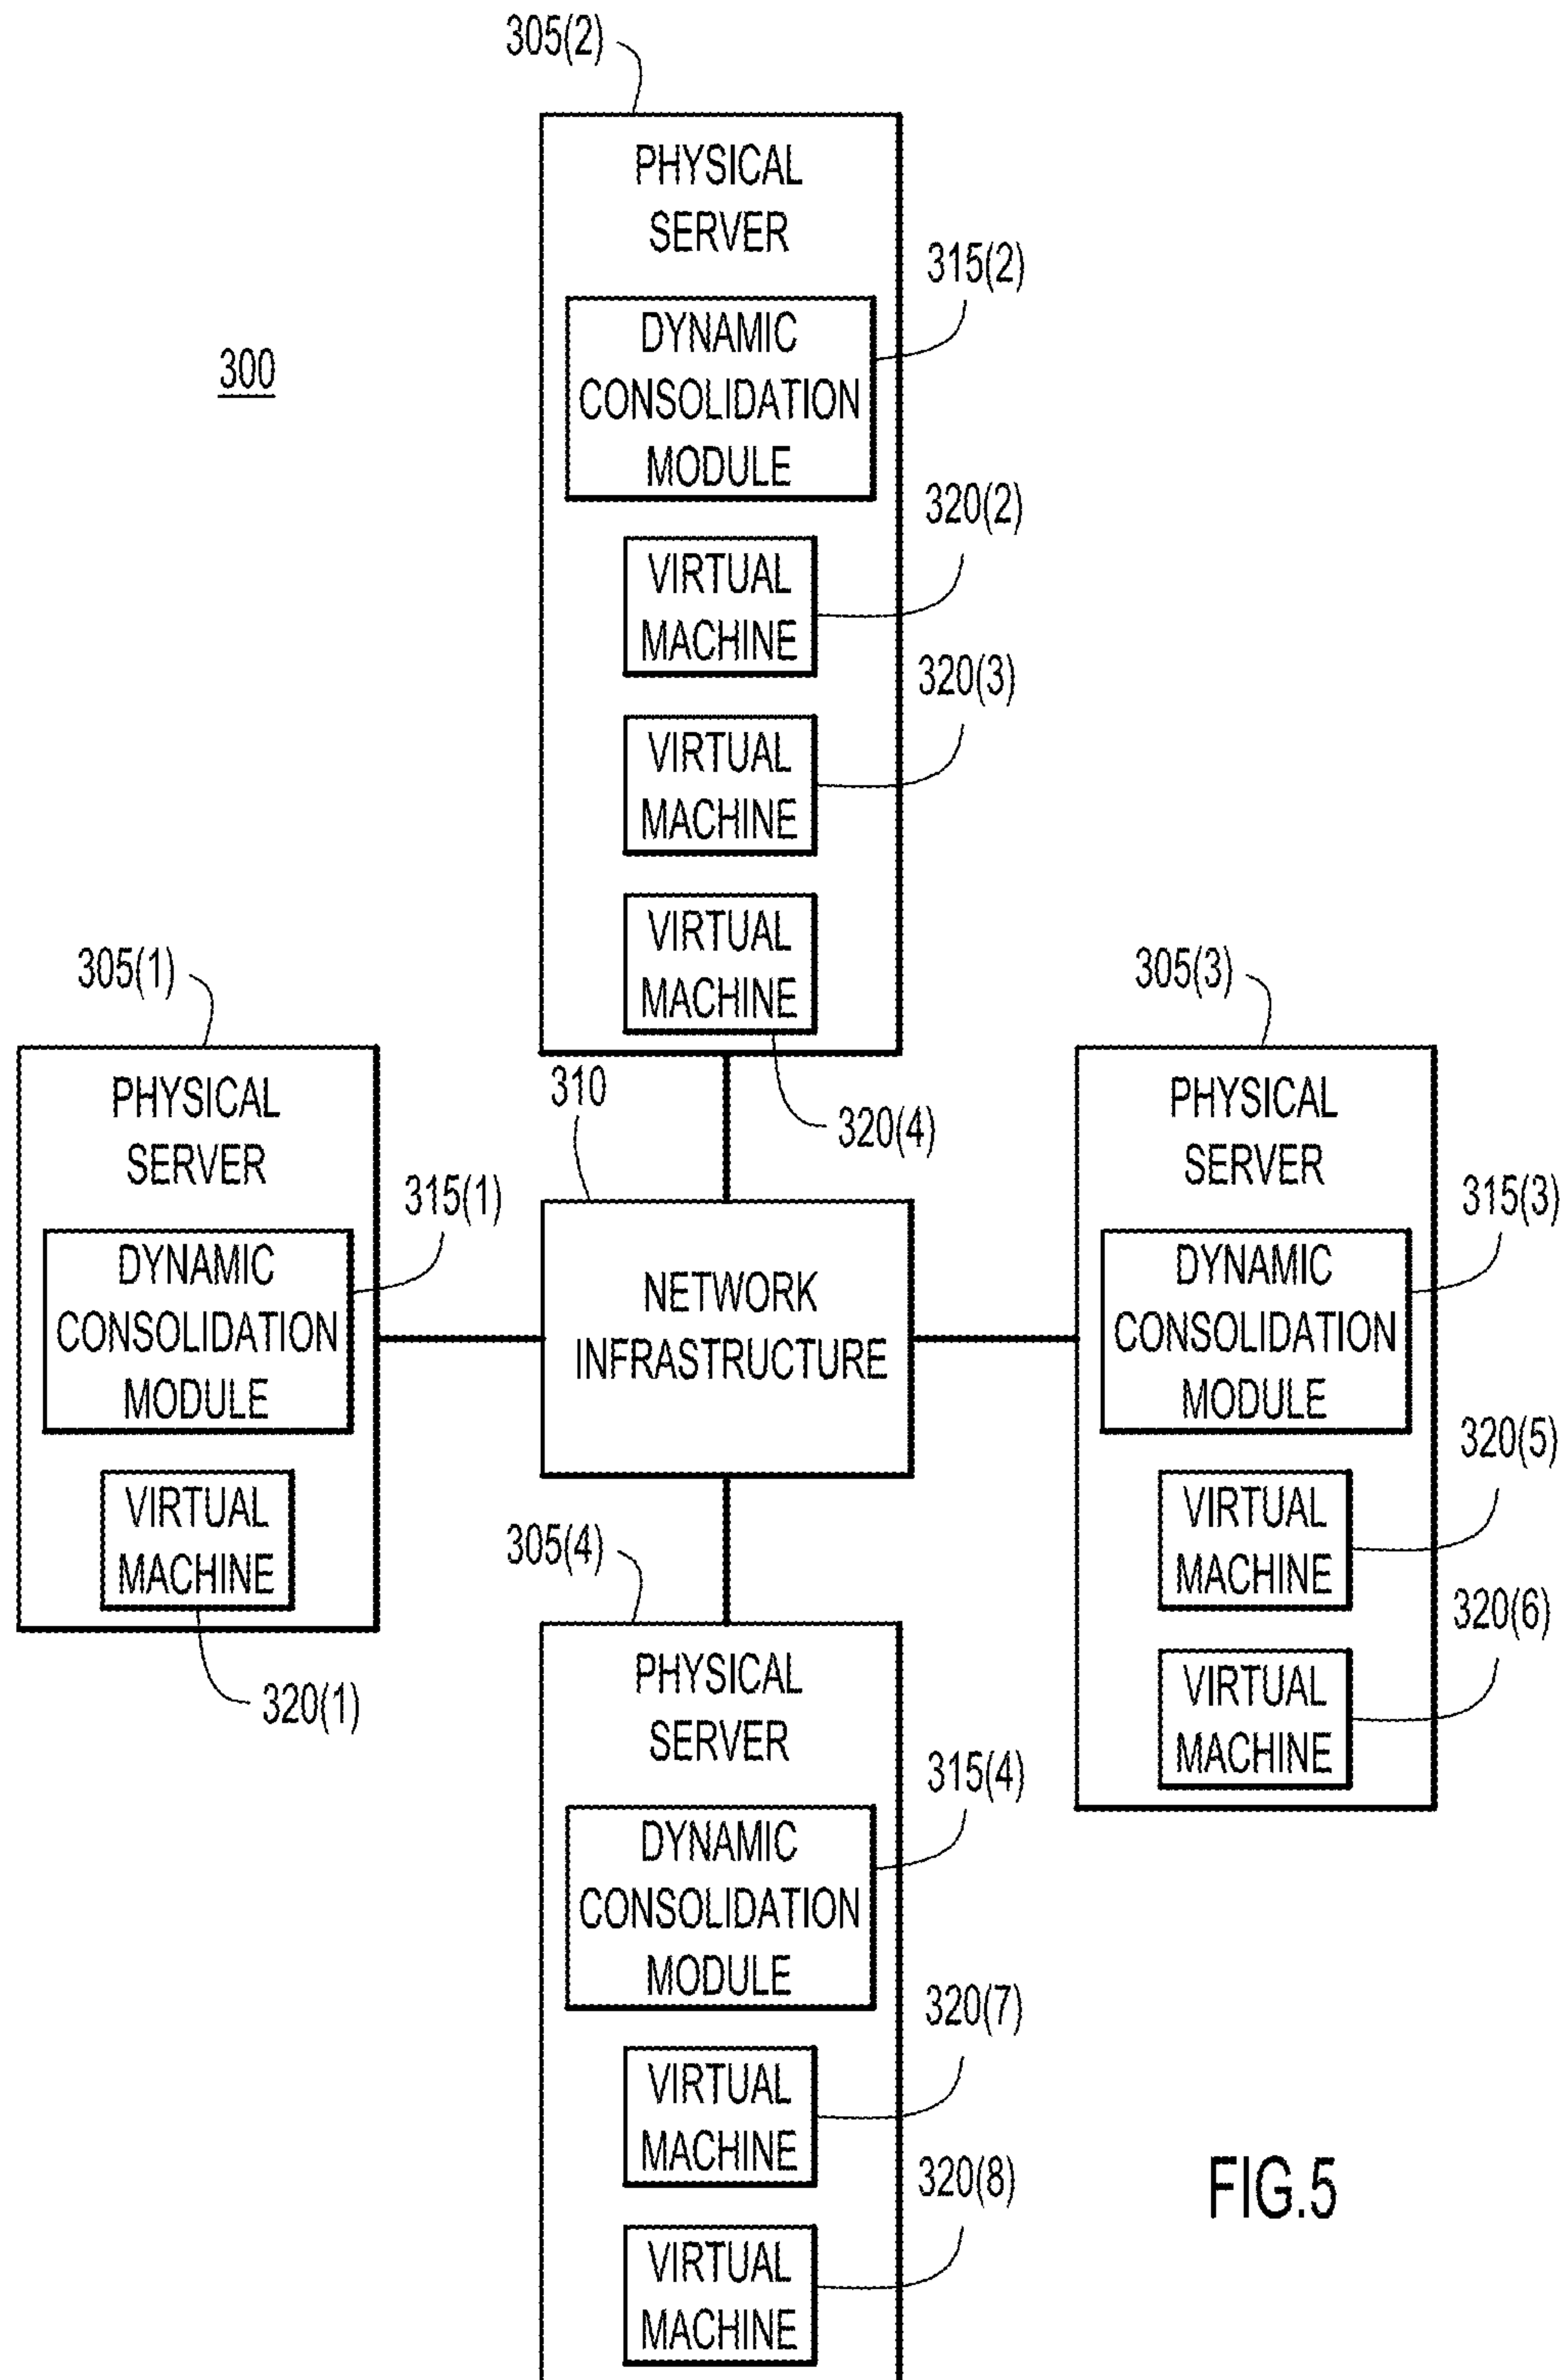 305(2)
PHYSICAL
SERVER
315(2)
DYNAMIC
CONSOLIDATION
MODULE
300
320(2)
VIRTUAL
MACHINE
320(3)
VIRTUAL
MACHINE
VIRTUAL
MACHINE
320(4)
305(1)
PHYSICAL
SERVER
315(1)
DYNAMIC
CONSOLIDATION
MODULE
VIRTUAL
MACHINE
320(1)
310
NETWORK
INFRASTRUCTURE
305(3)
PHYSICAL
SERVER
315(3)
DYNAMIC
CONSOLIDATION
MODULE
320(5)
VIRTUAL
MACHINE
320(6)
VIRTUAL
MACHINE
305(4)
PHYSICAL
SERVER
315(4)
DYNAMIC
CONSOLIDATION
MODULE
320(7)
VIRTUAL
MACHINE
320(8)
VIRTUAL
MACHINE
FIG.5